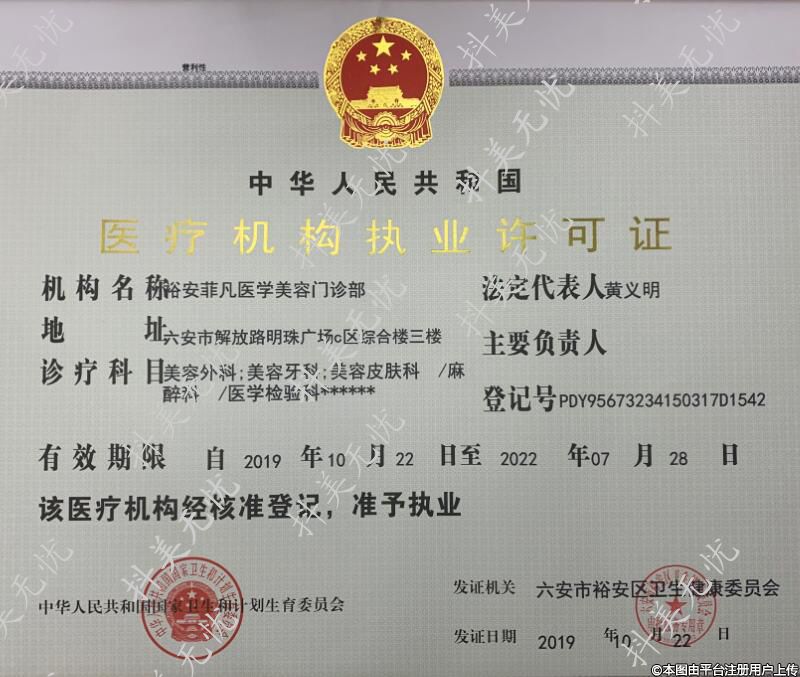 营利性
中华人民共和国
医疗机构执业许可证
机构名称 裕安菲凡医学美容门诊部
法定代表人 黄义明
地 址 六安市解放路明珠广场c区综合楼三楼
主要负责人
诊疗科目 美容外科;美容牙科;美容皮肤科 /麻
醉科 /医学检验科******
登记号 PDY95673234150317D1542
有效期限 自 2019 年 10 月 22 日至 2022 年 07 月 28 日
该医疗机构经核准登记，准予执业
中华人民共和国国家卫生和计划生育委员会
发证机关 六安市裕安区卫生健康委员会
发证日期 2019 年 10 月 22 日
抖美无忧
©本图由平台注册用户上传